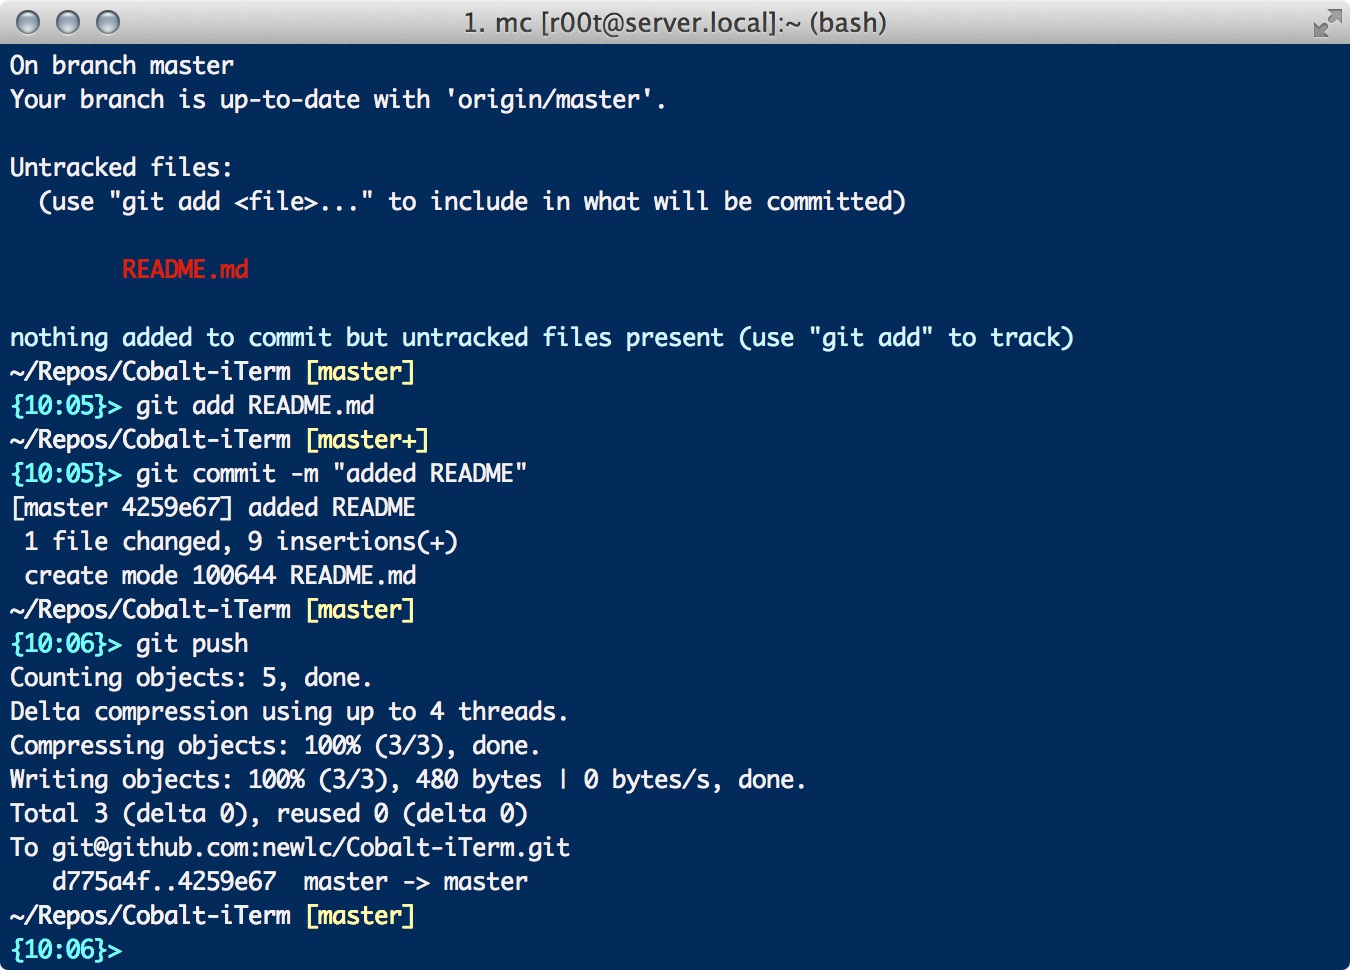 1. mc [r00t@server.local]:~ (bash)
On branch master
Your branch is up-to-date with 'origin/master'.
Untracked files:
  (use "git add <file>..." to include in what will be committed)
        README.md
nothing added to commit but untracked files present (use "git add" to track)
~/Repos/Cobalt-iTerm [master]
{10:05}> git add README.md
~/Repos/Cobalt-iTerm [master+]
{10:05}> git commit -m "added README"
[master 4259e67] added README
 1 file changed, 9 insertions(+)
 create mode 100644 README.md
~/Repos/Cobalt-iTerm [master]
{10:06}> git push
Counting objects: 5, done.
Delta compression using up to 4 threads.
Compressing objects: 100% (3/3), done.
Writing objects: 100% (3/3), 480 bytes | 0 bytes/s, done.
Total 3 (delta 0), reused 0 (delta 0)
To git@github.com:newlc/Cobalt-iTerm.git
   d775a4f..4259e67  master -> master
~/Repos/Cobalt-iTerm [master]
{10:06}>